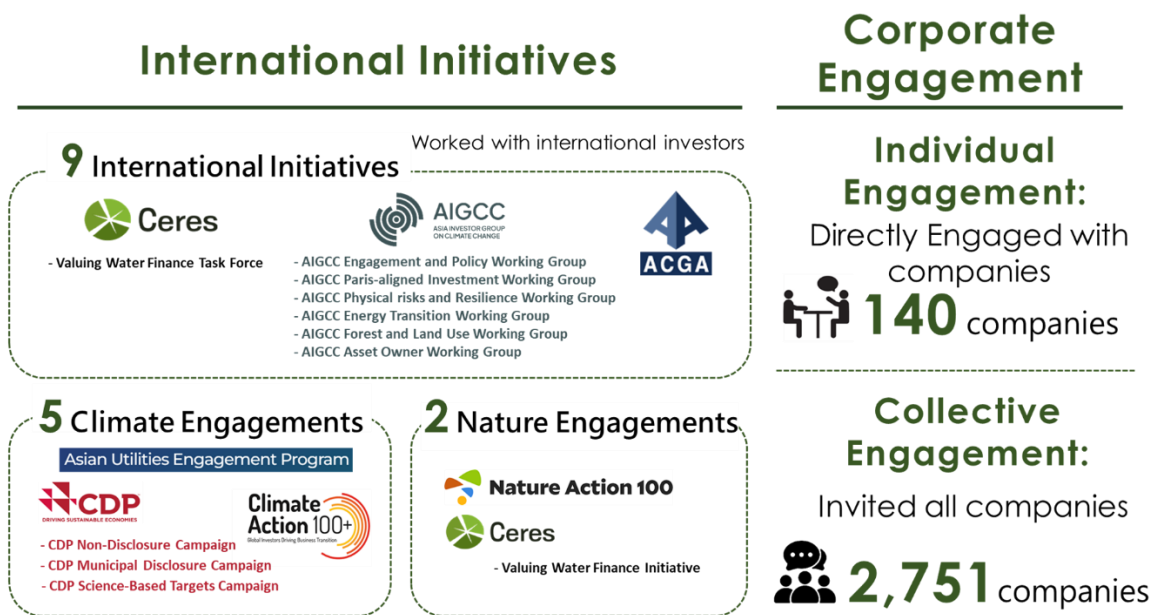 International Initiatives
Worked with international investors
9 International Initiatives
Ceres
- Valuing Water Finance Task Force
AIGCC
ASIA INVESTOR GROUP
ON CLIMATE CHANGE
- AIGCC Engagement and Policy Working Group
- AIGCC Paris-aligned Investment Working Group
- AIGCC Physical risks and Resilience Working Group
- AIGCC Energy Transition Working Group
- AIGCC Forest and Land Use Working Group
- AIGCC Asset Owner Working Group
ACGA
5 Climate Engagements
Asian Utilities Engagement Program
CDP
DRIVING SUSTAINABLE ECONOMIES
Climate
Action 100+
Global Investors Driving Business Transition
- CDP Non-Disclosure Campaign
- CDP Municipal Disclosure Campaign
- CDP Science-Based Targets Campaign
2 Nature Engagements
Nature Action 100
Ceres
- Valuing Water Finance Initiative
Corporate
Engagement
Individual
Engagement:
Directly Engaged with
companies
140 companies
Collective
Engagement:
Invited all companies
2,751 companies